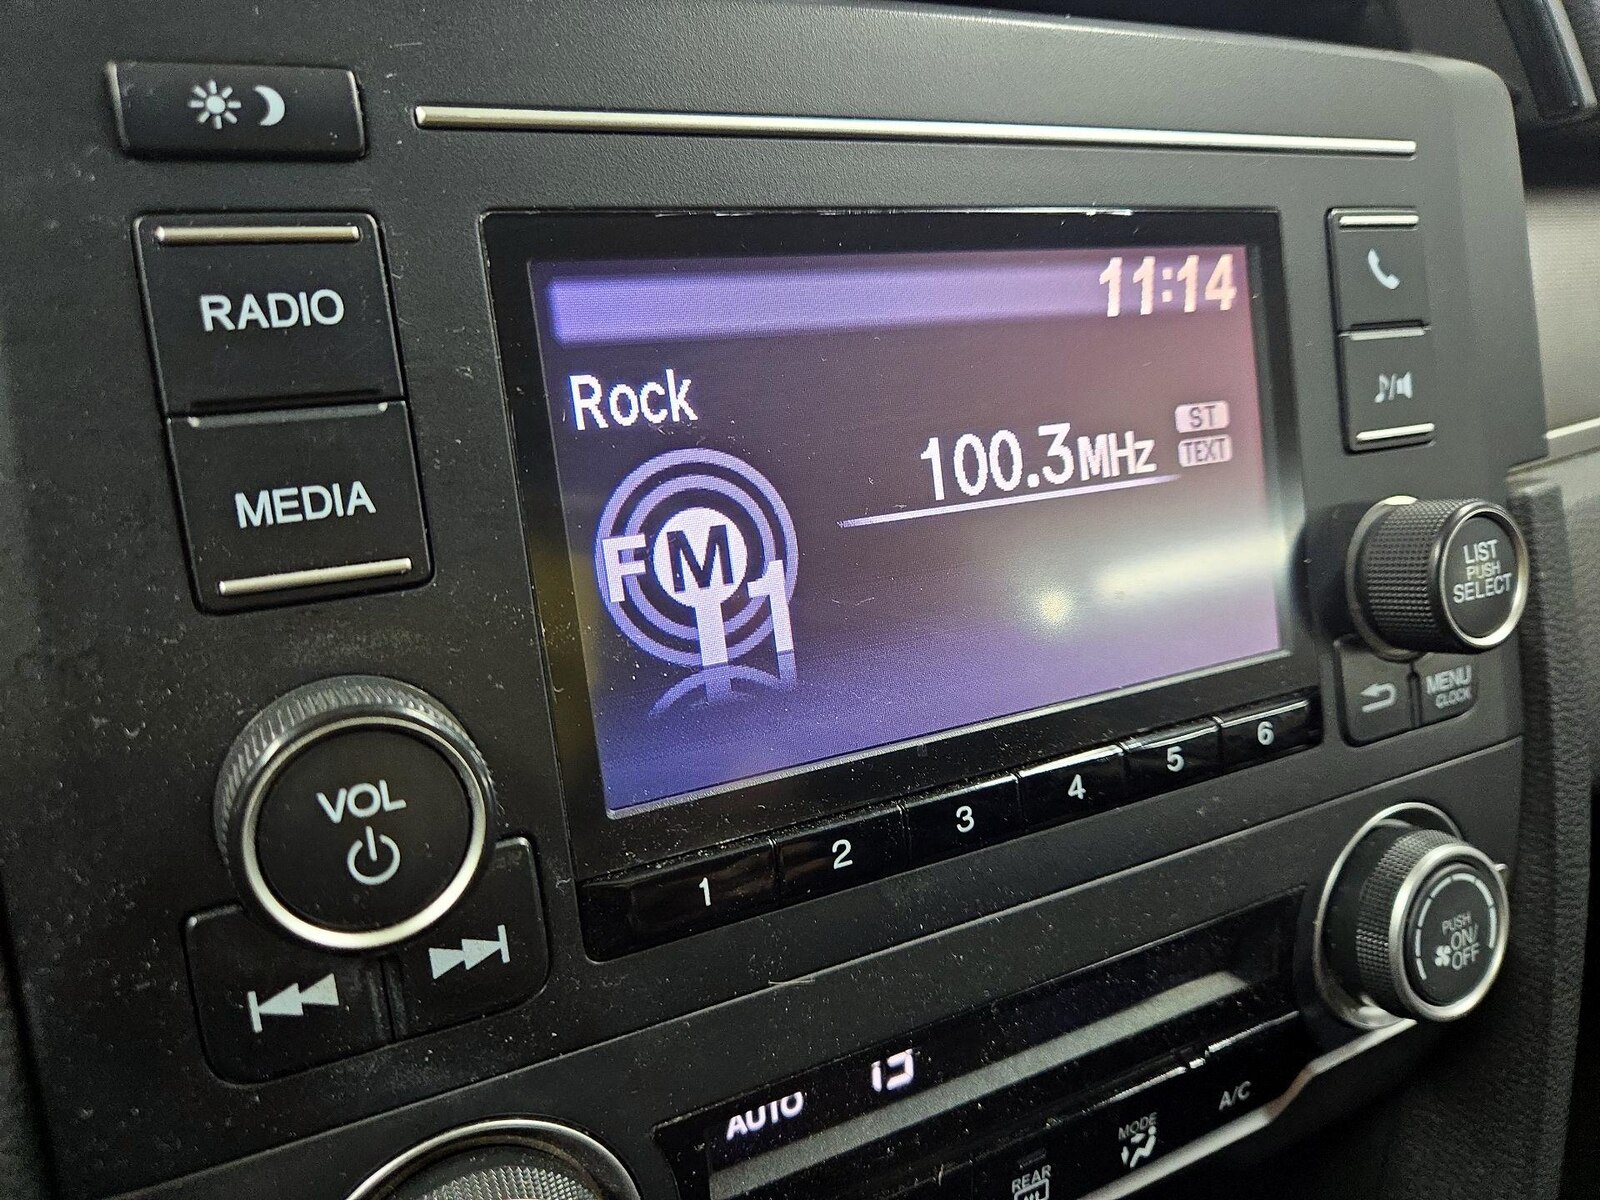 RADIO
MEDIA
VOL
11:14
Rock
100.3MHz
ST
TEXT
FM
1
LIST
PUSH
SELECT
MENU
CLOCK
1 2 3 4 5 6
PUSH
ON/
OFF
AUTO
MODE
A/C
REAR